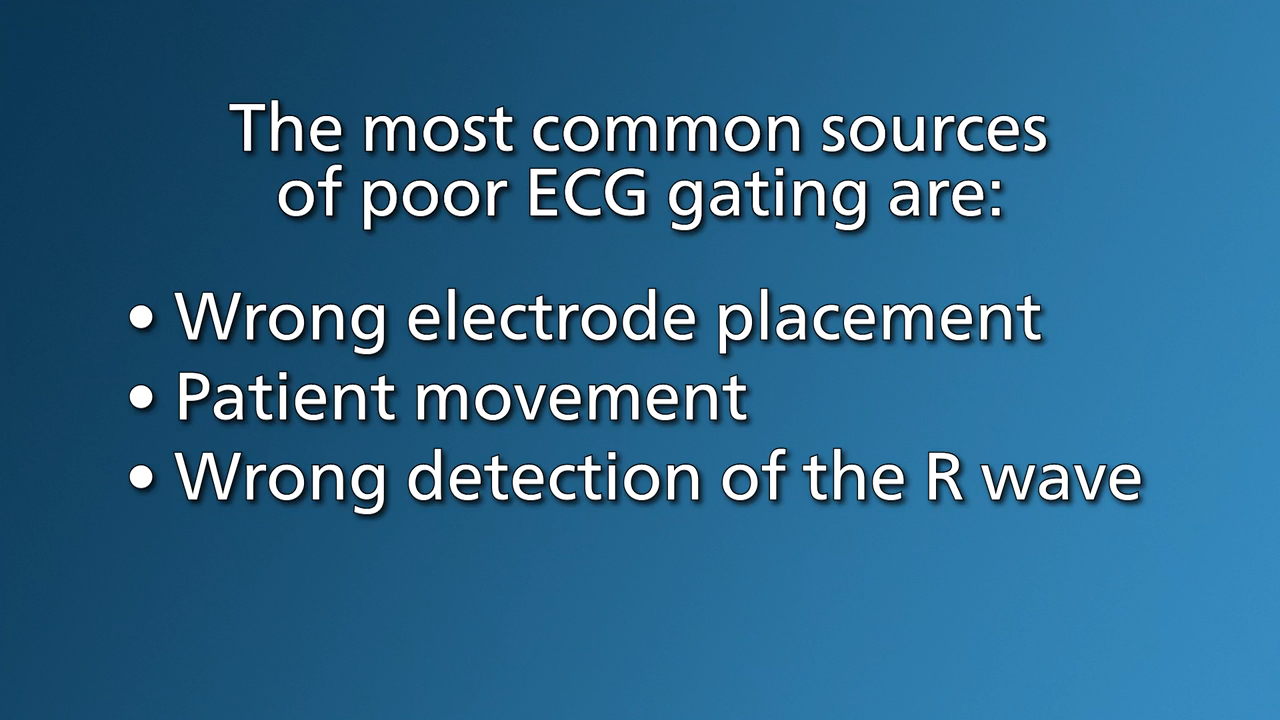 The most common sources
of poor ECG gating are:
• Wrong electrode placement
• Patient movement
• Wrong detection of the R wave